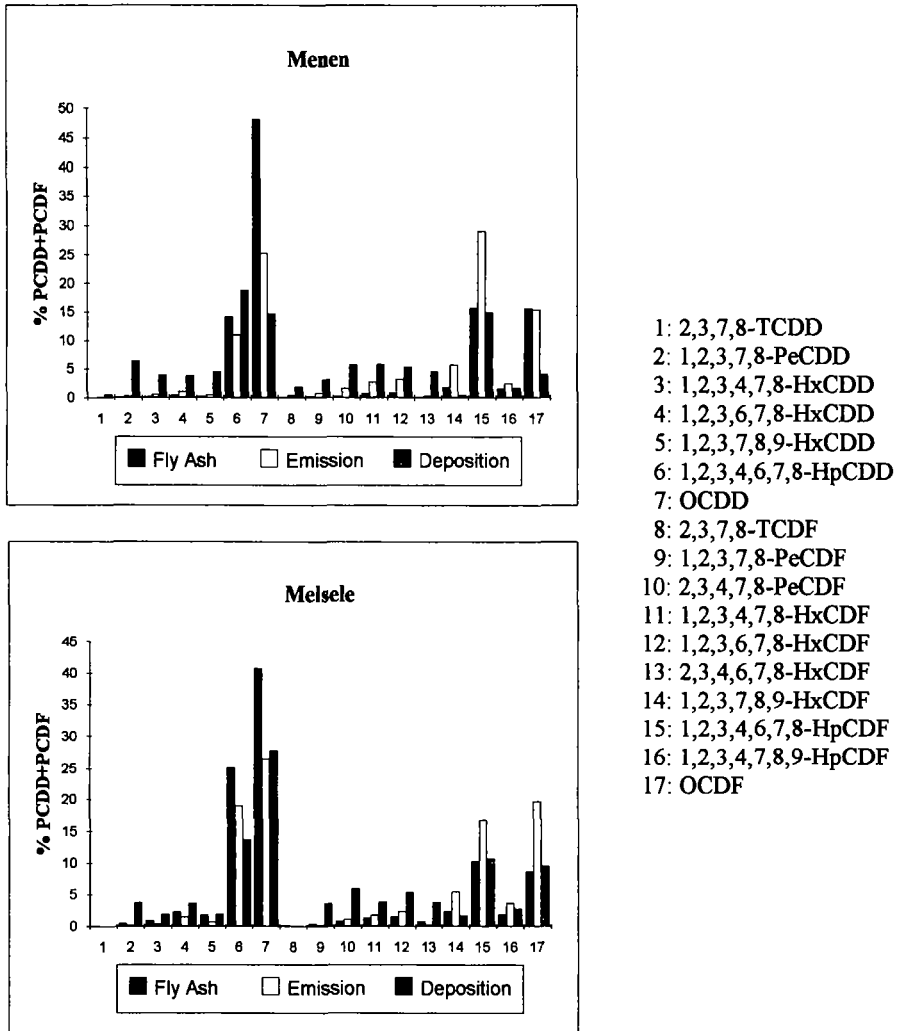 Menen
% PCDD+PCDF
50
45
40
35
30
25
20
15
10
5
0
1 2 3 4 5 6 7 8 9 10 11 12 13 14 15 16 17
Fly Ash Emission Deposition
Melsele
% PCDD+PCDF
45
40
35
30
25
20
15
10
5
0
1 2 3 4 5 6 7 8 9 10 11 12 13 14 15 16 17
Fly Ash Emission Deposition
1: 2,3,7,8-TCDD
2: 1,2,3,7,8-PeCDD
3: 1,2,3,4,7,8-HxCDD
4: 1,2,3,6,7,8-HxCDD
5: 1,2,3,7,8,9-HxCDD
6: 1,2,3,4,6,7,8-HpCDD
7: OCDD
8: 2,3,7,8-TCDF
9: 1,2,3,7,8-PeCDF
10: 2,3,4,7,8-PeCDF
11: 1,2,3,4,7,8-HxCDF
12: 1,2,3,6,7,8-HxCDF
13: 2,3,4,6,7,8-HxCDF
14: 1,2,3,7,8,9-HxCDF
15: 1,2,3,4,6,7,8-HpCDF
16: 1,2,3,4,7,8,9-HpCDF
17: OCDF